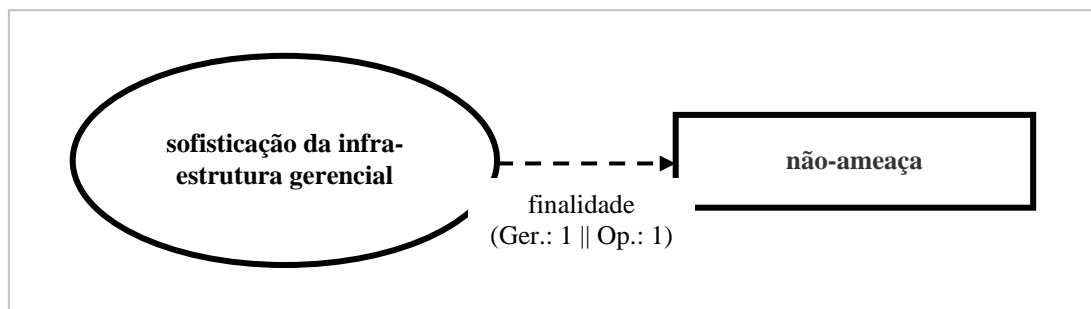 sofisticação da infra-
estrutura gerencial
não-ameaça
finalidade
(Ger.: 1 || Op.: 1)